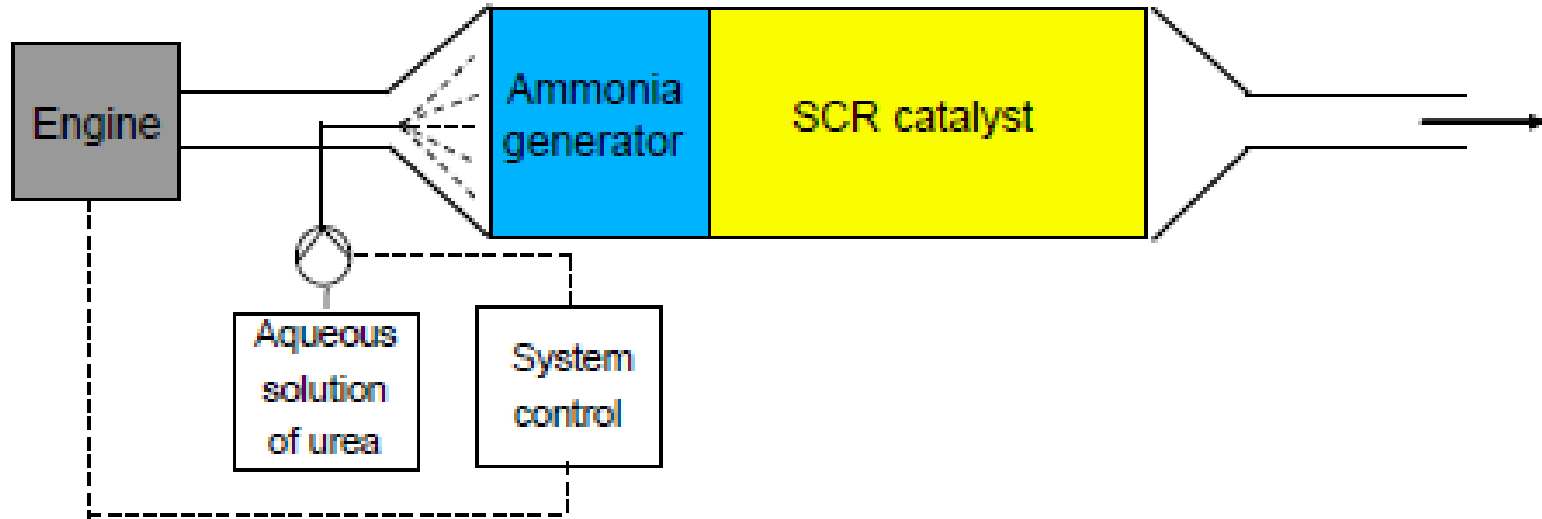 Engine
Ammonia
generator
SCR catalyst
Aqueous
solution
of urea
System
control